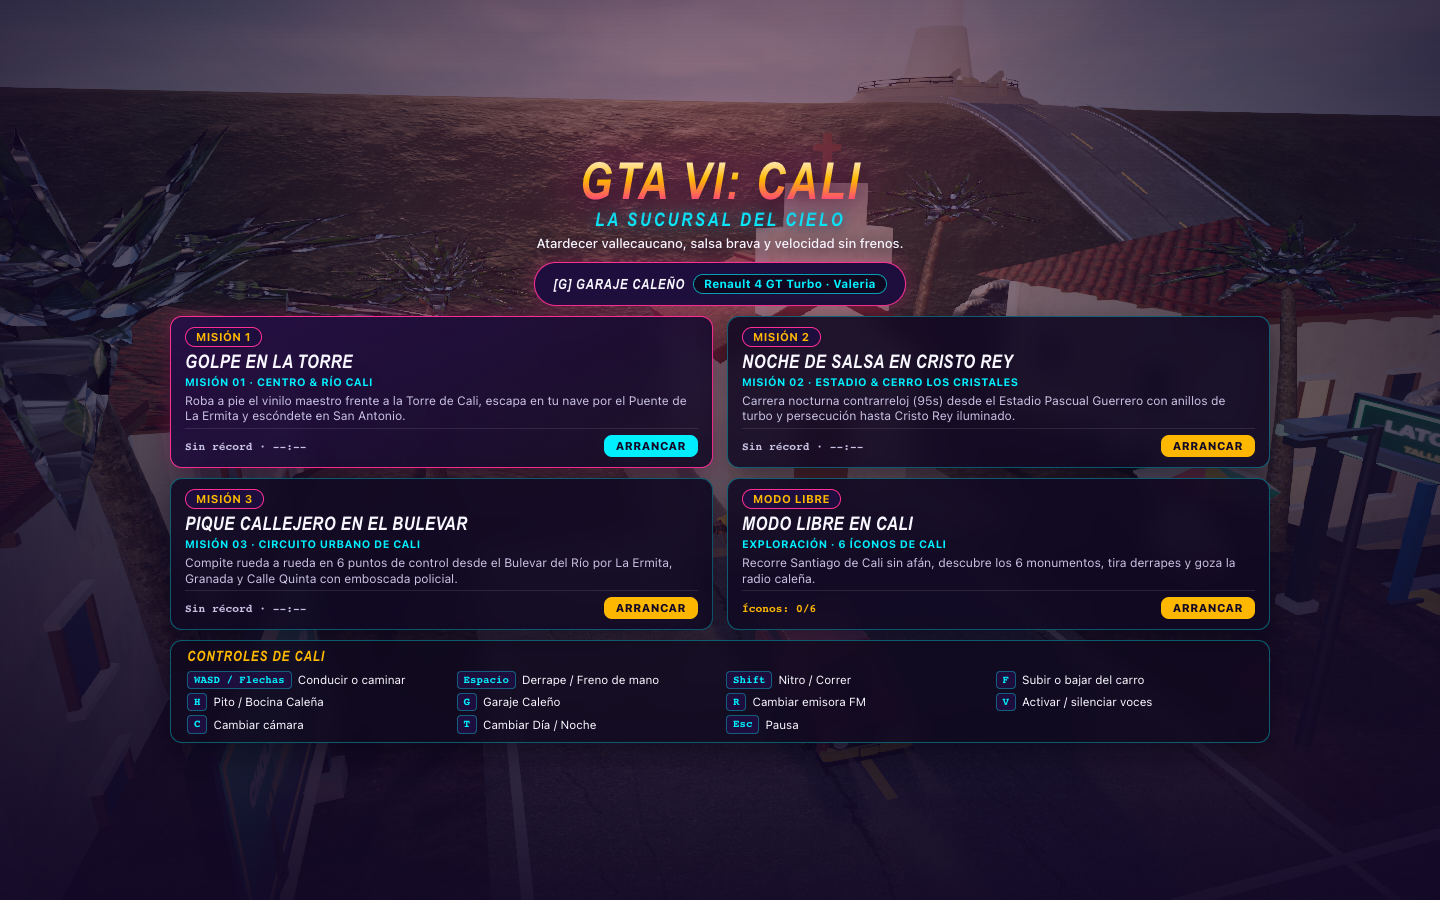 GTA VI: CALI
LA SUCURSAL DEL CIELO
Atardecer vallecaucano, salsa brava y velocidad sin frenos.
[G] GARAJE CALEÑO Renault 4 GT Turbo · Valeria
MISIÓN 1
GOLPE EN LA TORRE
MISIÓN 01 · CENTRO & RÍO CALI
Roba a pie el vinilo maestro frente a la Torre de Cali, escapa en tu nave por el Puente de
La Ermita y escóndete en San Antonio.
Sin récord · --:--
ARRANCAR
MISIÓN 2
NOCHE DE SALSA EN CRISTO REY
MISIÓN 02 · ESTADIO & CERRO LOS CRISTALES
Carrera nocturna contrarreloj (95s) desde el Estadio Pascual Guerrero con anillos de
turbo y persecución hasta Cristo Rey iluminado.
Sin récord · --:--
ARRANCAR
MISIÓN 3
PIQUE CALLEJERO EN EL BULEVAR
MISIÓN 03 · CIRCUITO URBANO DE CALI
Compite rueda a rueda en 6 puntos de control desde el Bulevar del Río por La Ermita,
Granada y Calle Quinta con emboscada policial.
Sin récord · --:--
ARRANCAR
MODO LIBRE
MODO LIBRE EN CALI
EXPLORACIÓN · 6 ÍCONOS DE CALI
Recorre Santiago de Cali sin afán, descubre los 6 monumentos, tira derrapes y goza la
radio caleña.
Íconos: 0/6
ARRANCAR
CONTROLES DE CALI
WASD / Flechas Conducir o caminar
Espacio Derrape / Freno de mano
Shift Nitro / Correr
F Subir o bajar del carro
H Pito / Bocina Caleña
G Garaje Caleño
R Cambiar emisora FM
V Activar / silenciar voces
C Cambiar cámara
T Cambiar Día / Noche
Esc Pausa